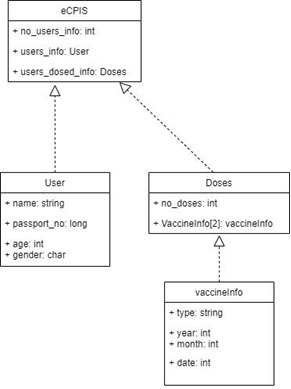 eCPIS
+ no_users_info: int
+ users_info: User
+ users_dosed_info: Doses
User
+ name: string
+ passport_no: long
+ age: int
+ gender: char
Doses
+ no_doses: int
+ VaccineInfo[2]: vaccineInfo
vaccineInfo
+ type: string
+ year: int
+ month: int
+ date: int